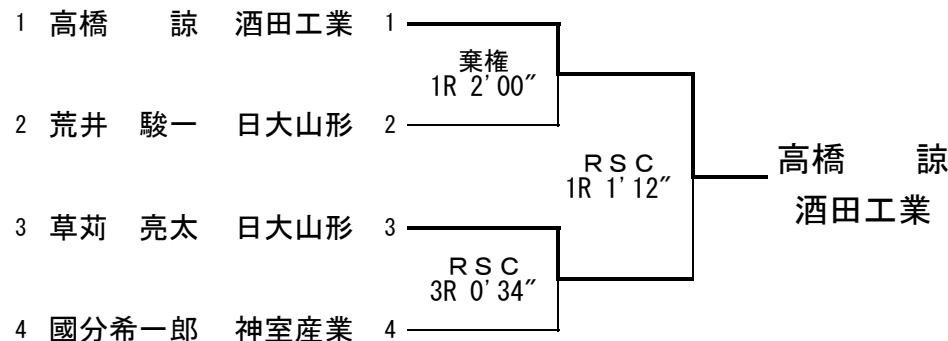 1 高橋　　諒 酒田工業 1
棄権
1R 2'00″
2 荒井　駿一 日大山形 2
ＲＳＣ
1R 1'12″
高橋　　諒
酒田工業
3 草苅　亮太 日大山形 3
ＲＳＣ
3R 0'34″
4 國分希一郎 神室産業 4